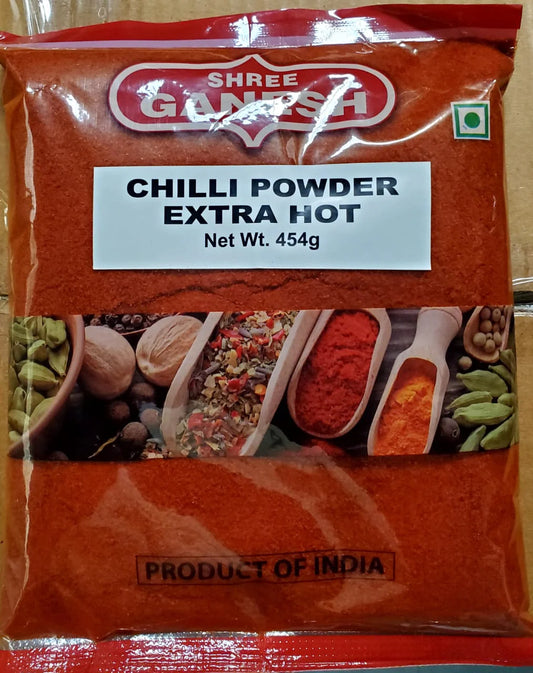 SHREE
GANESH
CHILLI POWDER
EXTRA HOT
Net Wt. 454g
PRODUCT OF INDIA